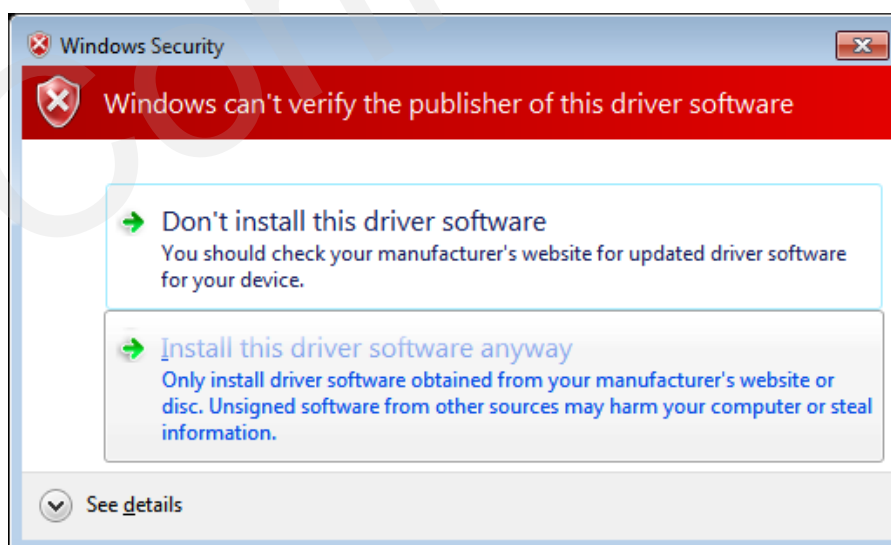 Windows Security
Windows can't verify the publisher of this driver software
Don't install this driver software
You should check your manufacturer's website for updated driver software
for your device.
Install this driver software anyway
Only install driver software obtained from your manufacturer's website or
disc. Unsigned software from other sources may harm your computer or steal
information.
See details